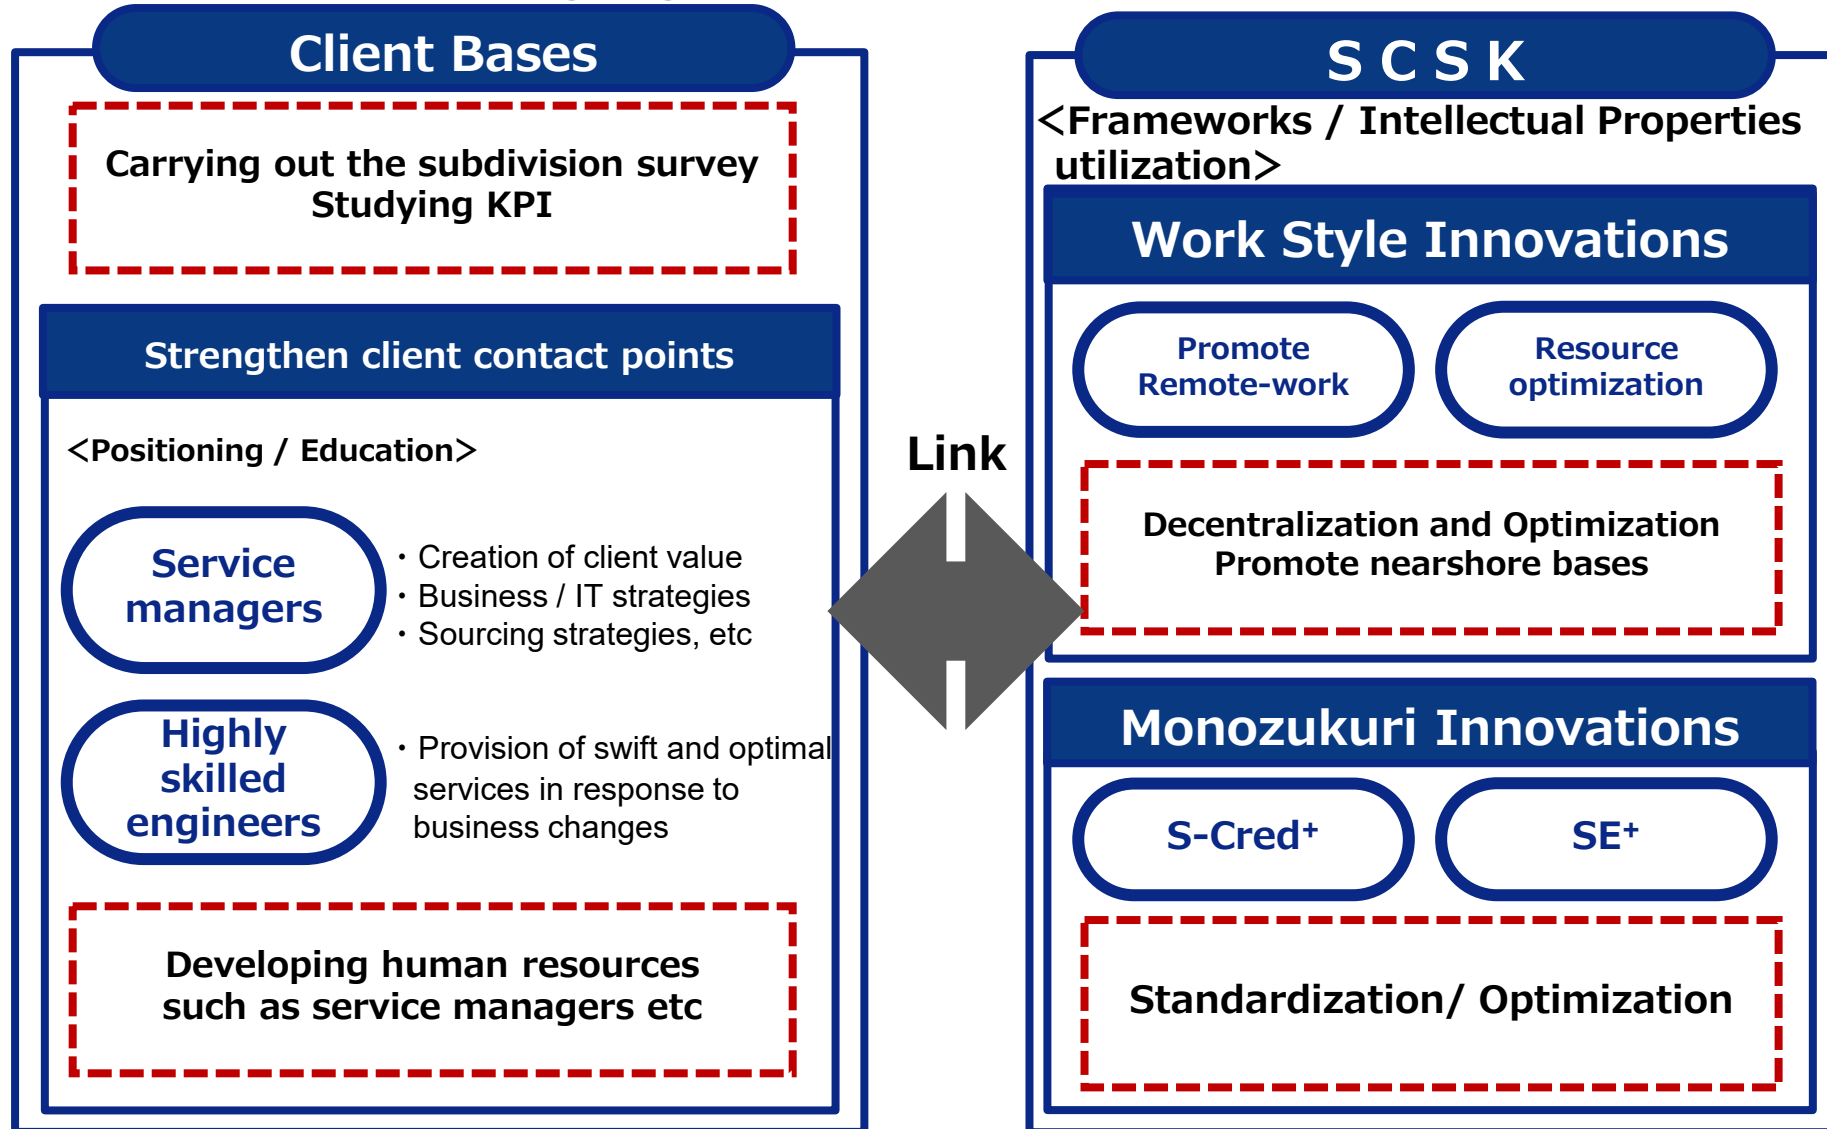 Client Bases
Carrying out the subdivision survey
Studying KPI
Strengthen client contact points
<Positioning / Education>
Service
managers
・Creation of client value
・Business / IT strategies
・Sourcing strategies, etc
Highly
skilled
engineers
・Provision of swift and optimal
services in response to
business changes
Developing human resources
such as service managers etc
Link
SCSK
<Frameworks / Intellectual Properties
utilization>
Work Style Innovations
Promote
Remote-work
Resource
optimization
Decentralization and Optimization
Promote nearshore bases
Monozukuri Innovations
S-Cred⁺
SE⁺
Standardization/ Optimization